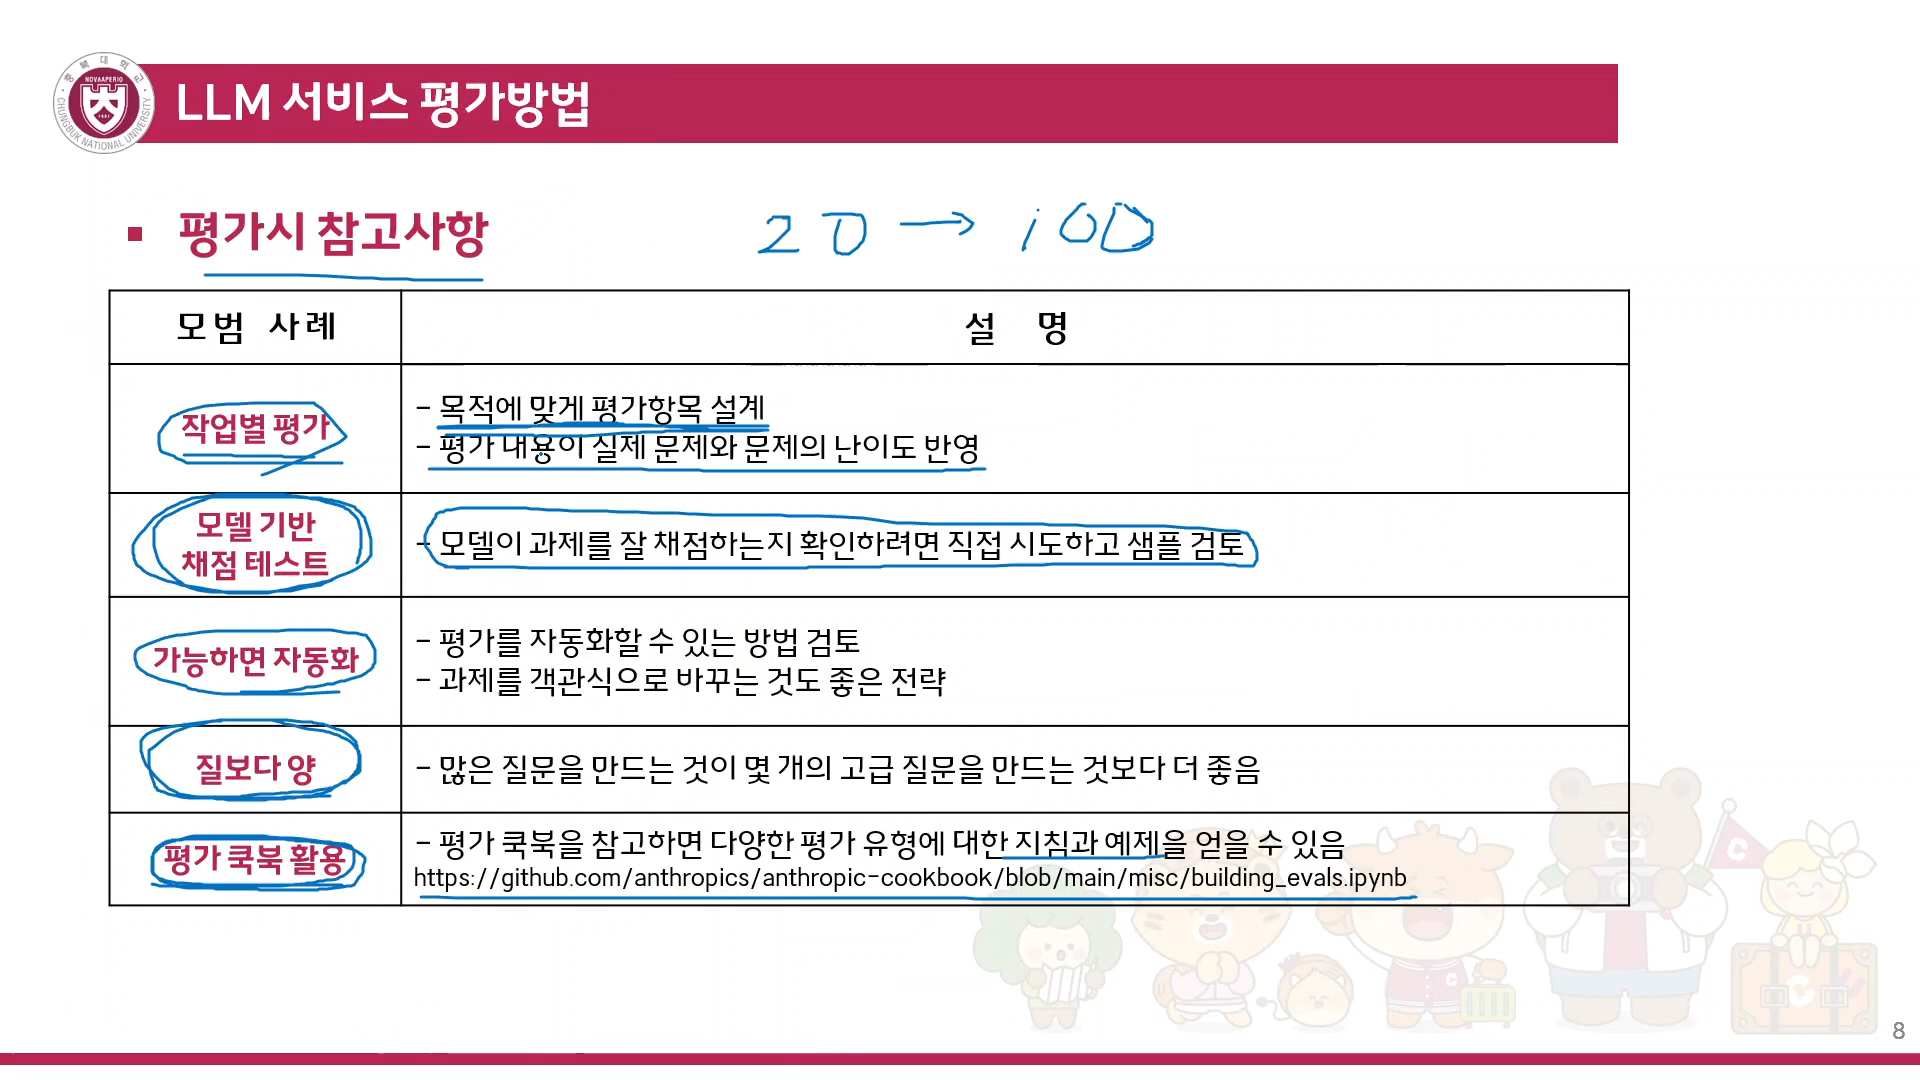 충북대학교
NOVAAPERIO
1951
CHUNGBUK NATIONAL UNIVERSITY
LLM 서비스 평가방법
▪ 평가시 참고사항
20 → 100
모범 사례
설 명
작업별 평가
- 목적에 맞게 평가항목 설계
- 평가 내용이 실제 문제와 문제의 난이도 반영
모델 기반
채점 테스트
- 모델이 과제를 잘 채점하는지 확인하려면 직접 시도하고 샘플 검토
가능하면 자동화
- 평가를 자동화할 수 있는 방법 검토
- 과제를 객관식으로 바꾸는 것도 좋은 전략
질보다 양
- 많은 질문을 만드는 것이 몇 개의 고급 질문을 만드는 것보다 더 좋음
평가 쿡북 활용
- 평가 쿡북을 참고하면 다양한 평가 유형에 대한 지침과 예제을 얻을 수 있음
https://github.com/anthropics/anthropic-cookbook/blob/main/misc/building_evals.ipynb
8